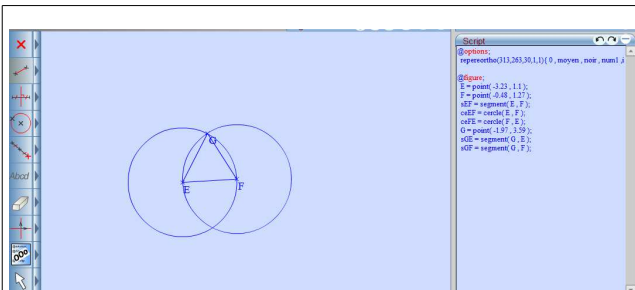 Script
@options;
repereortho(313,263,30,1,1){ 0 , moyen , noir , num1 ,i
@figure;
E = point( -3.23 , 1.1 );
F = point( -0.48 , 1.27 );
sEF = segment( E , F );
ceEF = cercle( E , F );
ceFE = cercle( F , E );
G = point( -1.97 , 3.59 );
sGE = segment( G , E );
sGF = segment( G , F );
G
E
F
Abcd